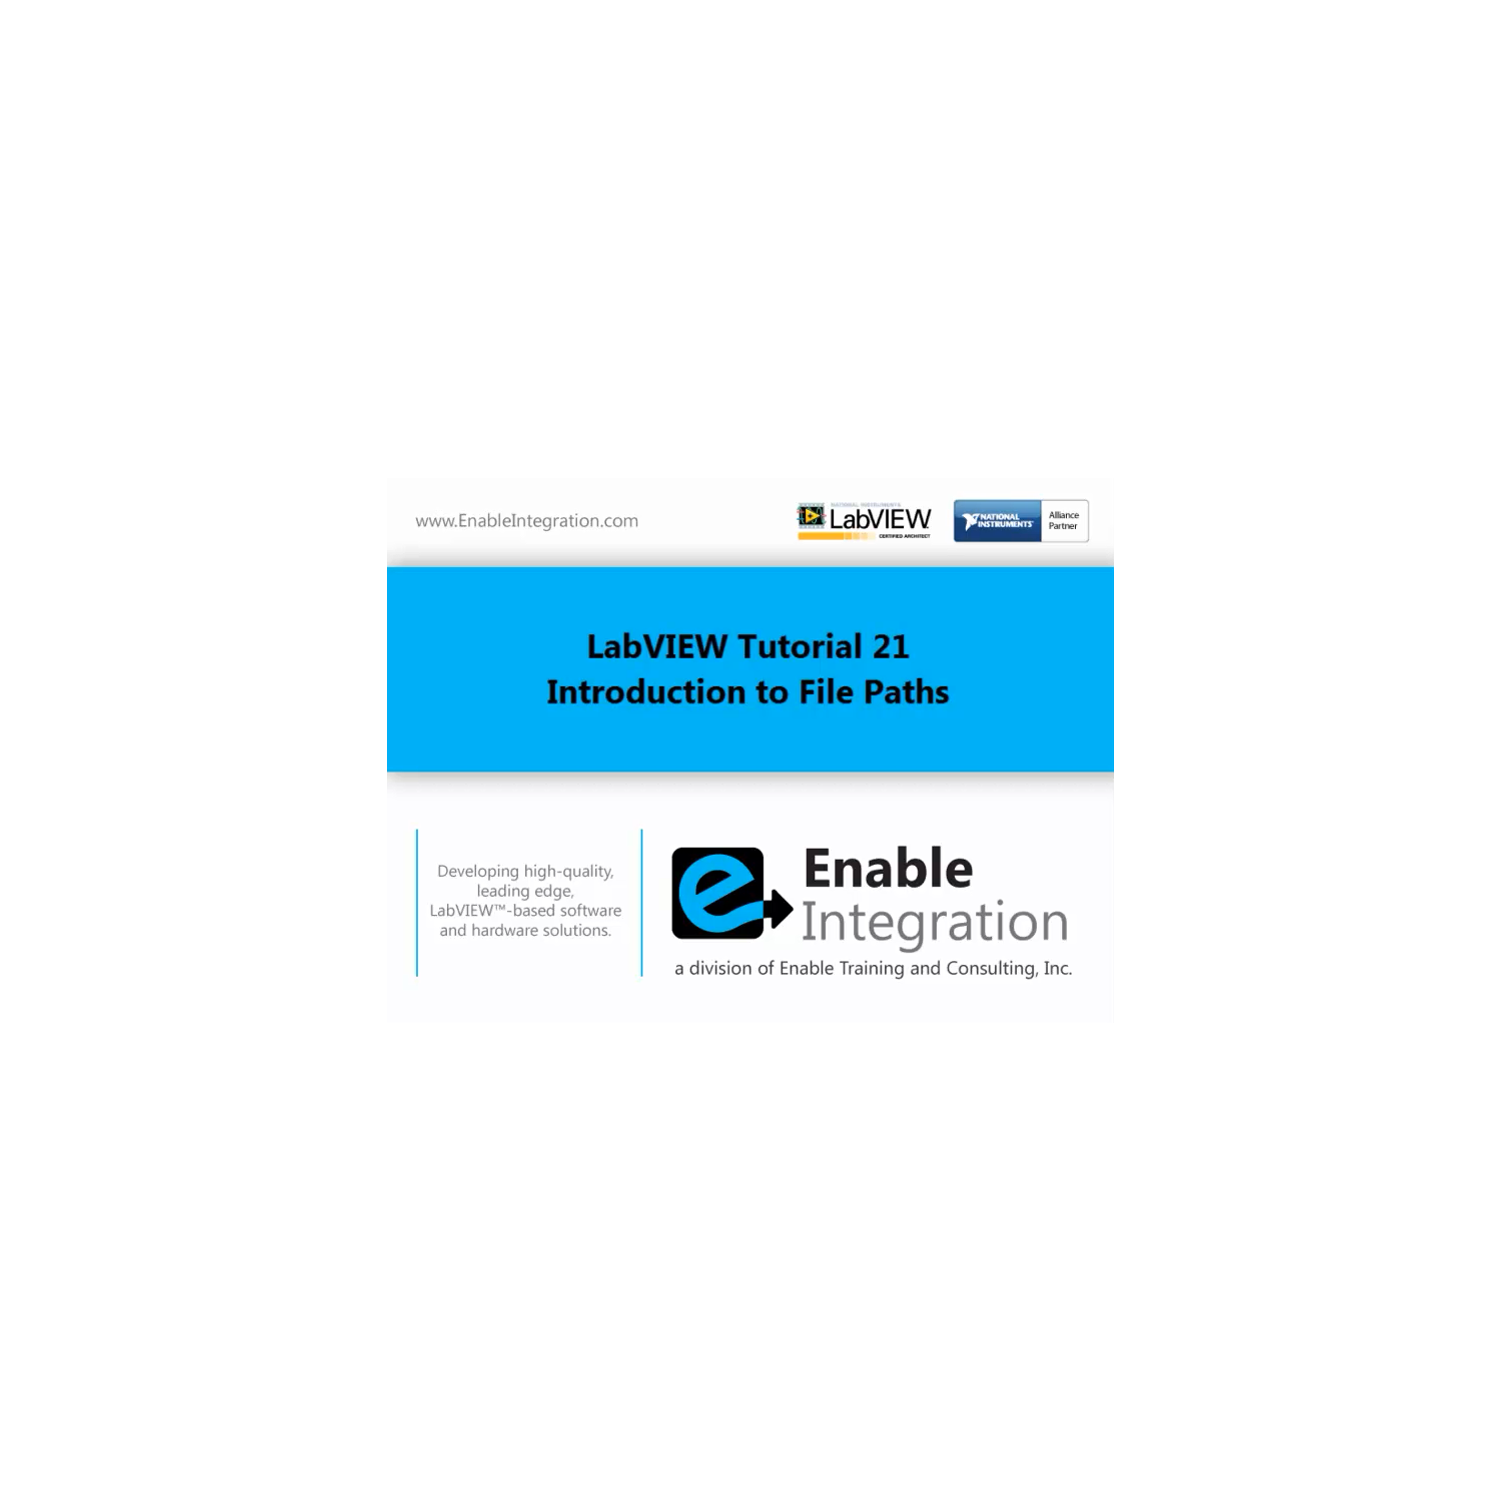 www.EnableIntegration.com
NATIONAL INSTRUMENTS
LabVIEW
CERTIFIED ARCHITECT
NATIONAL
INSTRUMENTS
Alliance
Partner
LabVIEW Tutorial 21
Introduction to File Paths
Developing high-quality,
leading edge,
LabVIEW™-based software
and hardware solutions.
Enable
Integration
a division of Enable Training and Consulting, Inc.